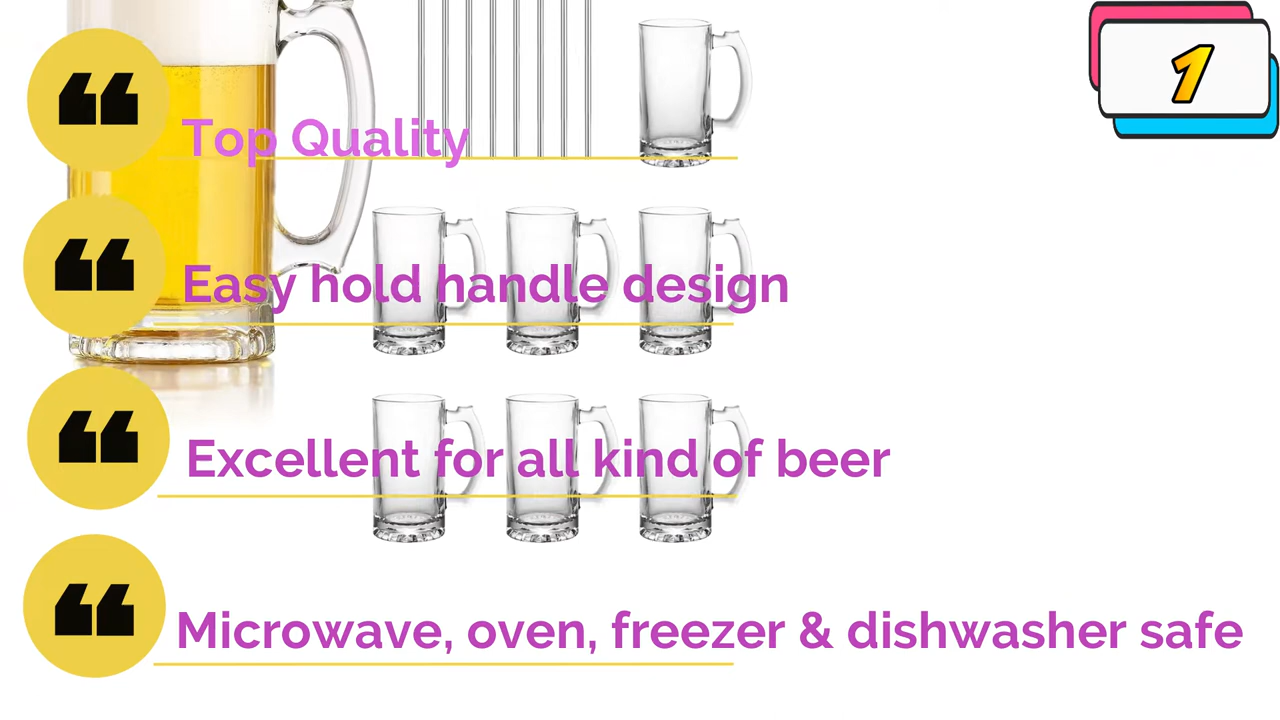 1
Top Quality
Easy hold handle design
Excellent for all kind of beer
Microwave, oven, freezer & dishwasher safe